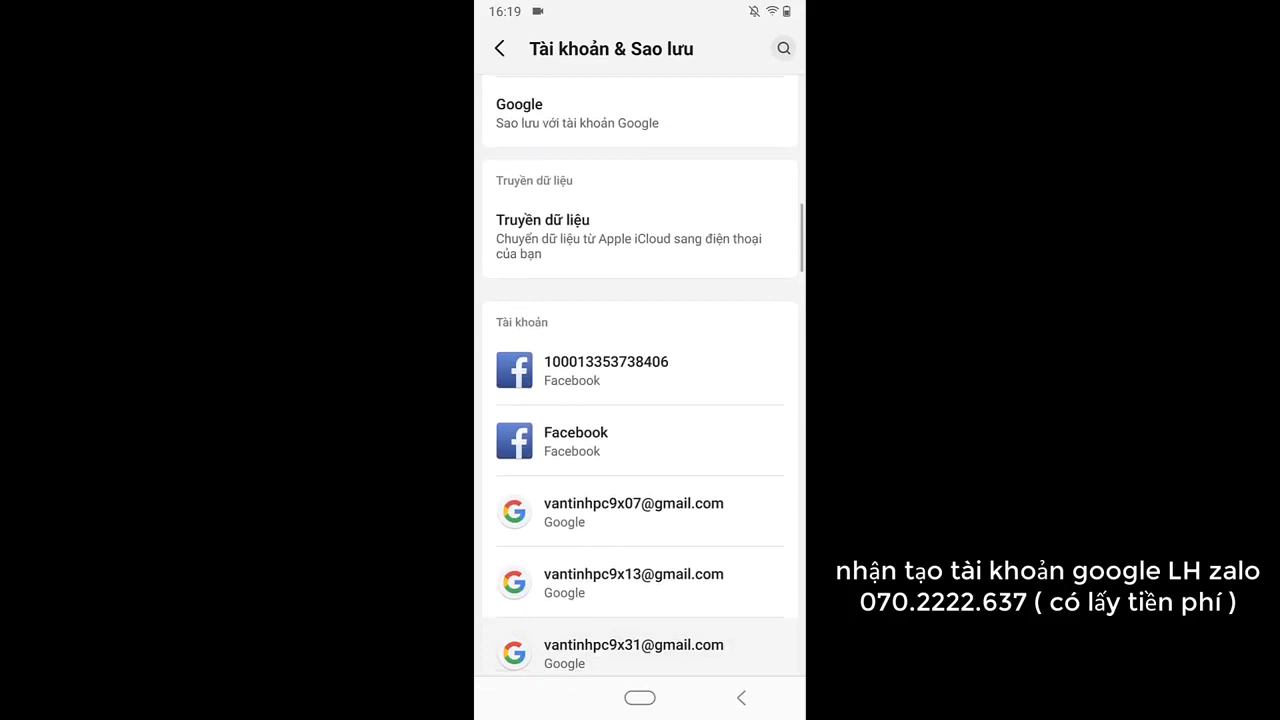 16:19
Tài khoản & Sao lưu
Google
Sao lưu với tài khoản Google
Truyền dữ liệu
Truyền dữ liệu
Chuyển dữ liệu từ Apple iCloud sang điện thoại
của bạn
Tài khoản
100013353738406
Facebook
Facebook
Facebook
vantinhpc9x07@gmail.com
Google
vantinhpc9x13@gmail.com
Google
vantinhpc9x31@gmail.com
Google
nhận tạo tài khoản google LH zalo
070.2222.637 ( có lấy tiền phí )